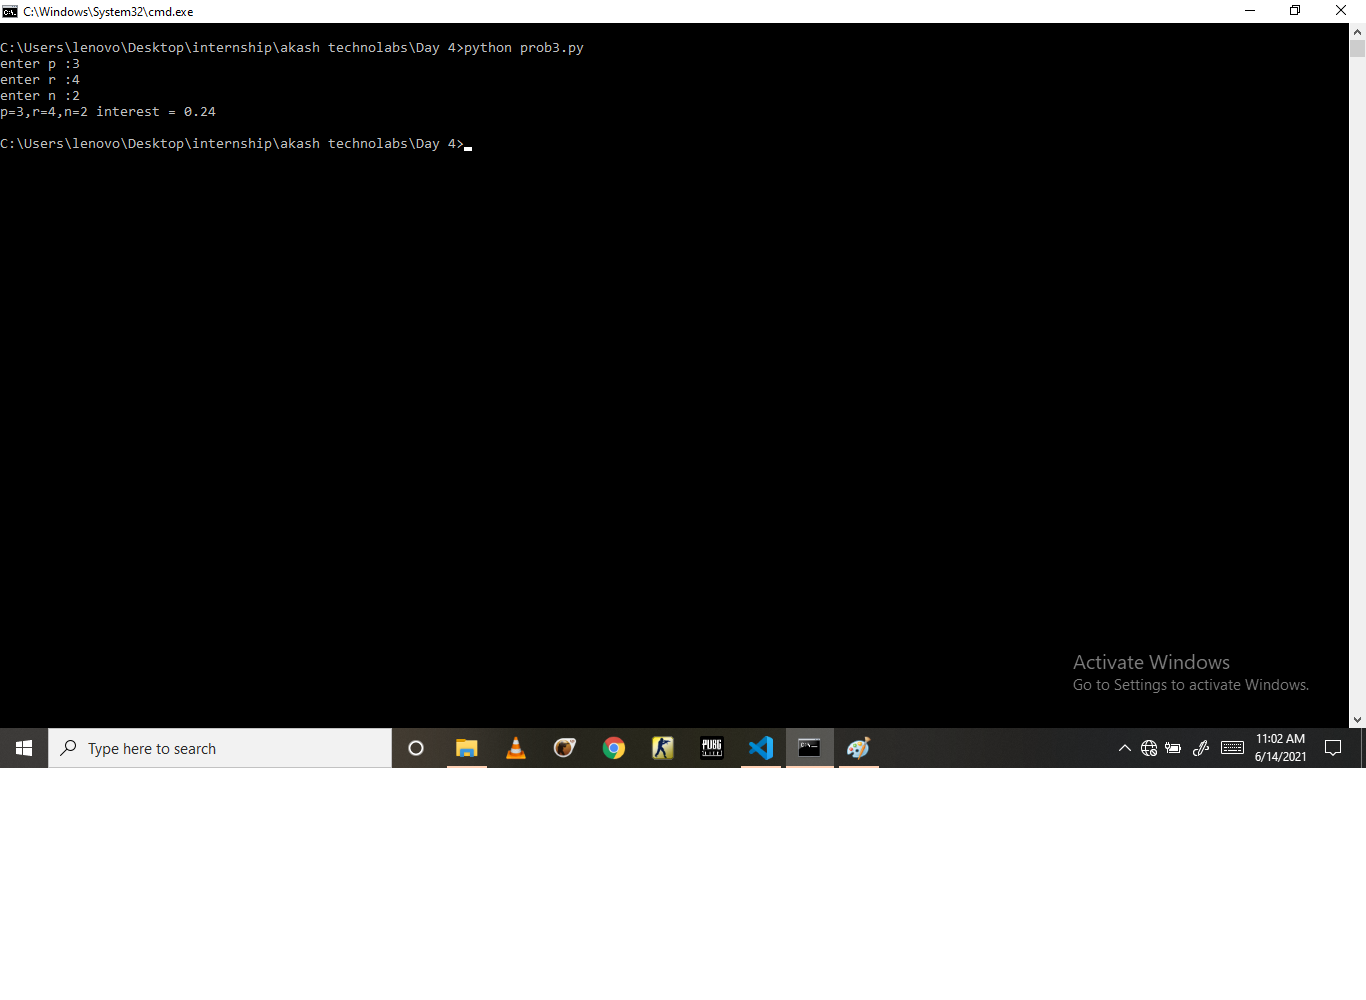 C:\Windows\System32\cmd.exe
C:\Users\lenovo\Desktop\internship\akash technolabs\Day 4>python prob3.py
enter p :3
enter r :4
enter n :2
p=3,r=4,n=2 interest = 0.24
C:\Users\lenovo\Desktop\internship\akash technolabs\Day 4>
Activate Windows
Go to Settings to activate Windows.
Type here to search
PUBG
11:02 AM
6/14/2021